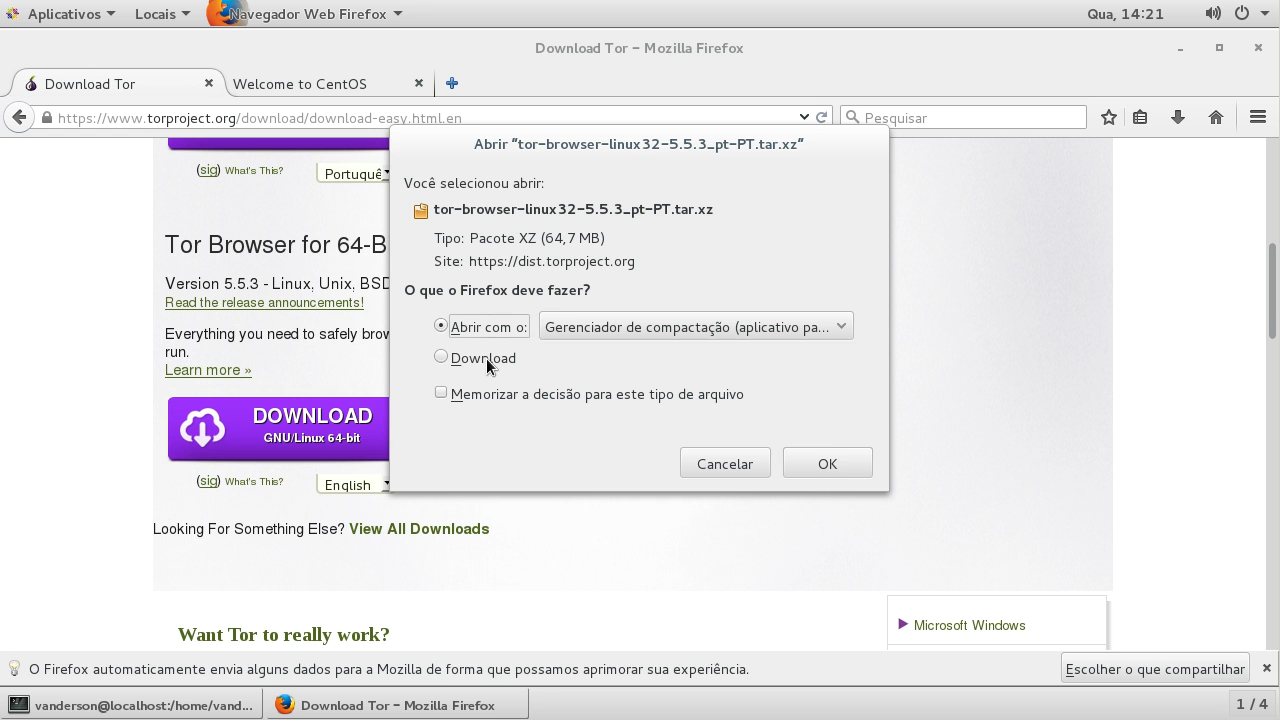 Aplicativos Locais Navegador Web Firefox Qua, 14:21
Download Tor - Mozilla Firefox
Download Tor Welcome to CentOS
https://www.torproject.org/download/download-easy.html.en Pesquisar
(sig) What's This? Portuguê
Tor Browser for 64-B
Version 5.5.3 - Linux, Unix, BSD
Read the release announcements!
Everything you need to safely brow
run.
Learn more »
DOWNLOAD
GNU/Linux 64-bit
(sig) What's This? English
Looking For Something Else? View All Downloads
Want Tor to really work?
Microsoft Windows
Abrir "tor-browser-linux32-5.5.3_pt-PT.tar.xz"
Você selecionou abrir:
tor-browser-linux32-5.5.3_pt-PT.tar.xz
Tipo: Pacote XZ (64,7 MB)
Site: https://dist.torproject.org
O que o Firefox deve fazer?
Abrir com o: Gerenciador de compactação (aplicativo pa...
Download
Memorizar a decisão para este tipo de arquivo
Cancelar OK
O Firefox automaticamente envia alguns dados para a Mozilla de forma que possamos aprimorar sua experiência. Escolher o que compartilhar
vanderson@localhost:/home/vand... Download Tor - Mozilla Firefox 1 / 4